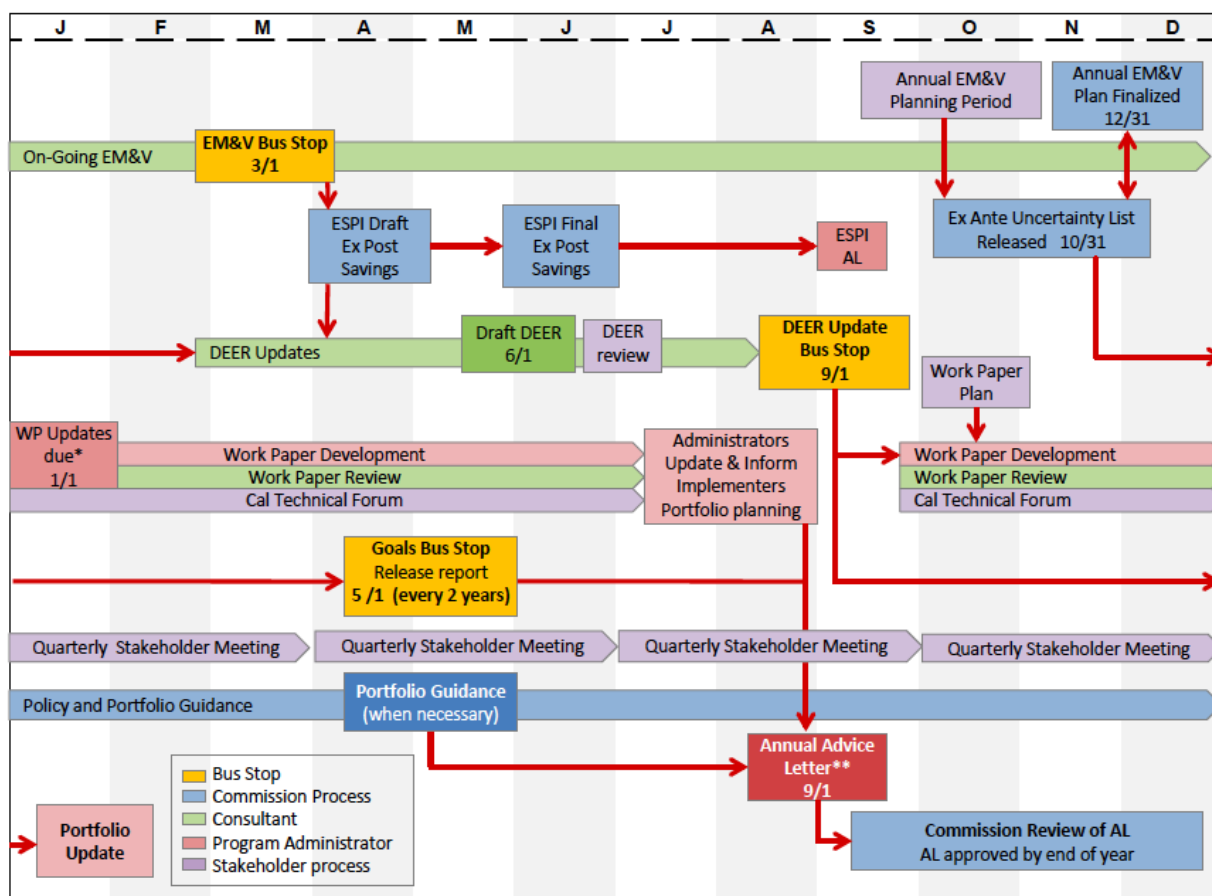 J F M A M J J A S O N D
Annual EM&V
Planning Period
Annual EM&V
Plan Finalized
12/31
On-Going EM&V
EM&V Bus Stop
3/1
ESPI Draft
Ex Post
Savings
ESPI Final
Ex Post
Savings
ESPI
AL
Ex Ante Uncertainty List
Released 10/31
DEER Updates
Draft DEER
6/1
DEER
review
DEER Update
Bus Stop
9/1
Work Paper
Plan
WP Updates
due*
1/1
Work Paper Development
Work Paper Review
Cal Technical Forum
Administrators
Update & Inform
Implementers
Portfolio planning
Work Paper Development
Work Paper Review
Cal Technical Forum
Goals Bus Stop
Release report
5 /1 (every 2 years)
Quarterly Stakeholder Meeting
Quarterly Stakeholder Meeting
Quarterly Stakeholder Meeting
Quarterly Stakeholder Meeting
Policy and Portfolio Guidance
Portfolio Guidance
(when necessary)
Annual Advice
Letter**
9/1
Bus Stop
Commission Process
Consultant
Program Administrator
Stakeholder process
Portfolio
Update
Commission Review of AL
AL approved by end of year